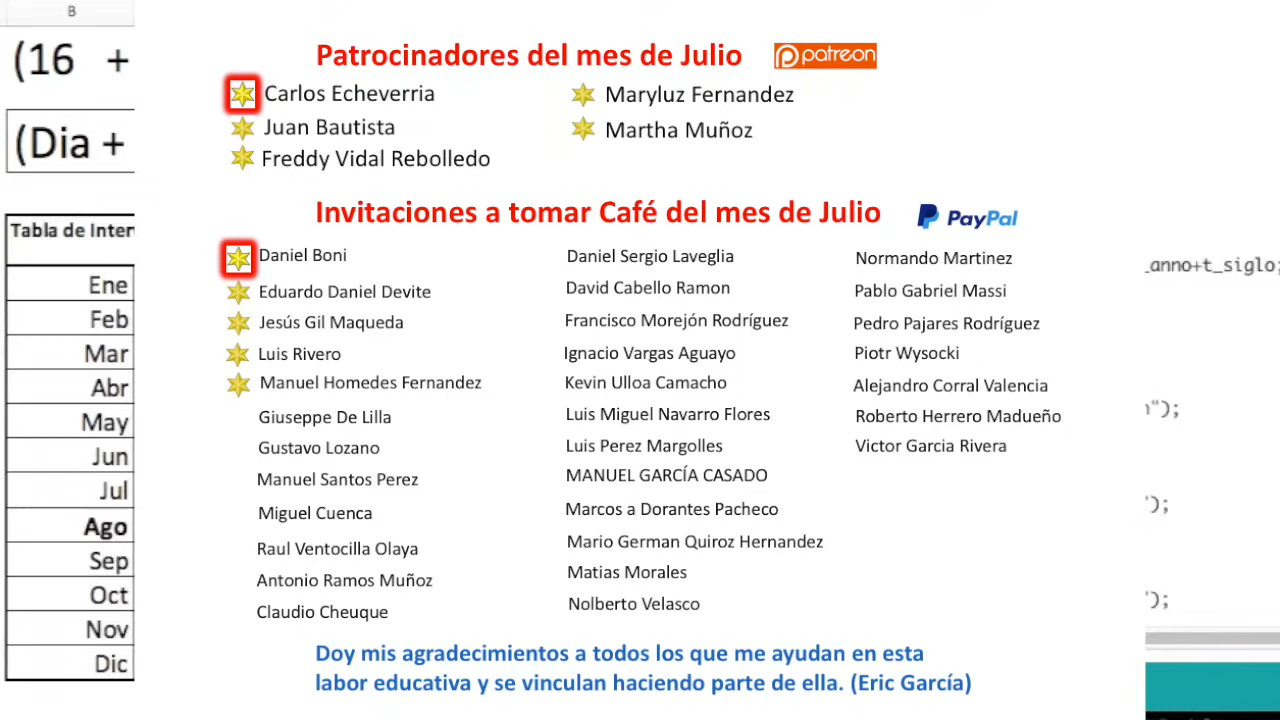 B
(16 +
(Dia +
Tabla de Inter
Ene
Feb
Mar
Abr
May
Jun
Jul
Ago
Sep
Oct
Nov
Dic
Patrocinadores del mes de Julio
patreon
Carlos Echeverria
Juan Bautista
Freddy Vidal Rebolledo
Maryluz Fernandez
Martha Muñoz
Invitaciones a tomar Café del mes de Julio
PayPal
Daniel Boni
Eduardo Daniel Devite
Jesús Gil Maqueda
Luis Rivero
Manuel Homedes Fernandez
Giuseppe De Lilla
Gustavo Lozano
Manuel Santos Perez
Miguel Cuenca
Raul Ventocilla Olaya
Antonio Ramos Muñoz
Claudio Cheuque
Daniel Sergio Laveglia
David Cabello Ramon
Francisco Morejón Rodríguez
Ignacio Vargas Aguayo
Kevin Ulloa Camacho
Luis Miguel Navarro Flores
Luis Perez Margolles
MANUEL GARCÍA CASADO
Marcos a Dorantes Pacheco
Mario German Quiroz Hernandez
Matias Morales
Nolberto Velasco
Normando Martinez
Pablo Gabriel Massi
Pedro Pajares Rodríguez
Piotr Wysocki
Alejandro Corral Valencia
Roberto Herrero Madueño
Victor Garcia Rivera
Doy mis agradecimientos a todos los que me ayudan en esta
labor educativa y se vinculan haciendo parte de ella. (Eric García)
_anno+t_siglo;
");
");
");